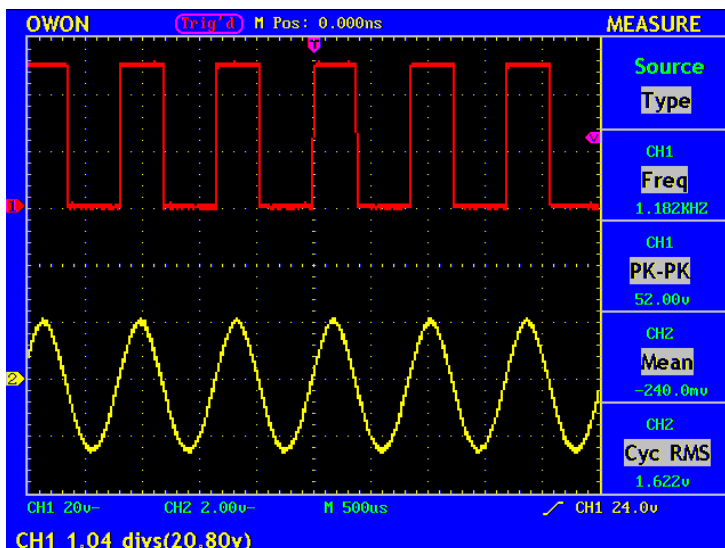 OWON Trig'd M Pos: 0.000ns MEASURE
T
Source
Type
V
CH1
Freq
1.182KHZ
1
CH1
PK-PK
52.00v
CH2
Mean
-240.0mv
2
CH2
Cyc RMS
1.622v
CH1 20v- CH2 2.00v- M 500us CH1 24.0v
CH1 1.04 divs(20.80v)